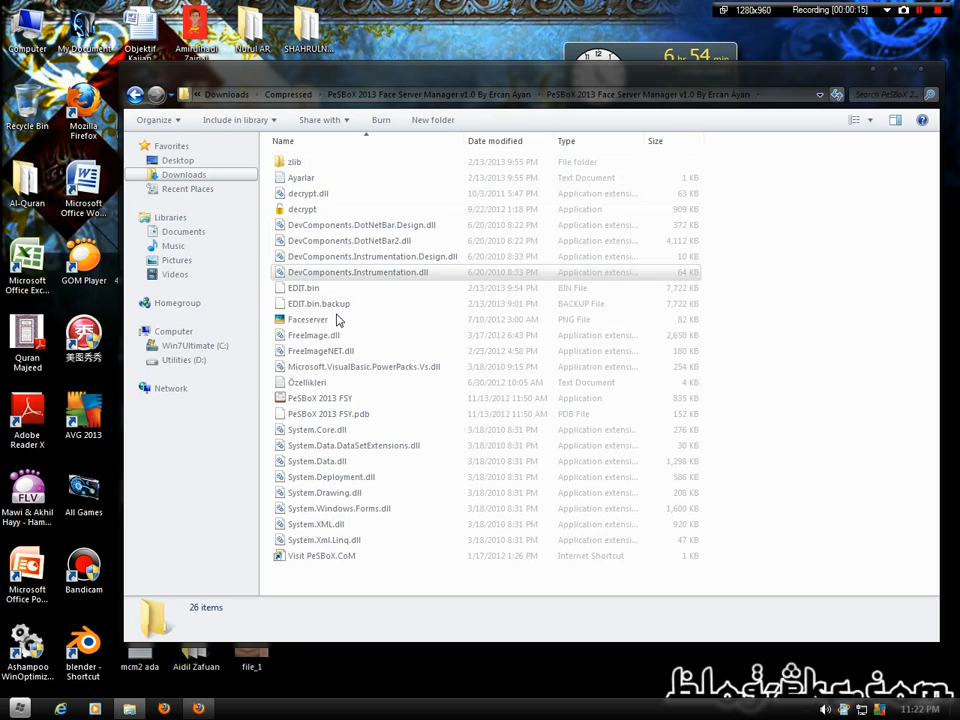 1280x960
Recording [00:00:15]
Computer
My Document
Objektif Kajian
Amirulhadi Zainal
Nurul AR.
SHAHRULN...
6 hr 54 min
« Downloads
Compressed
PeSBoX 2013 Face Server Manager v1.0 By Ercan Ayan
PeSBoX 2013 Face Server Manager v1.0 By Ercan Ayan
Search PeSBoX 2...
Organize
Include in library
Share with
Burn
New folder
Name Date modified Type Size
zlib 2/13/2013 9:55 PM File folder
Ayarlar 2/13/2013 9:55 PM Text Document 1 KB
decrypt.dll 10/3/2011 5:47 PM Application extensi... 63 KB
decrypt 9/22/2012 1:18 PM Application 909 KB
DevComponents.DotNetBar.Design.dll 6/20/2010 8:22 PM Application extensi... 372 KB
DevComponents.DotNetBar2.dll 6/20/2010 8:22 PM Application extensi... 4,112 KB
DevComponents.Instrumentation.Design.dll 6/20/2010 8:33 PM Application extensi... 10 KB
DevComponents.Instrumentation.dll 6/20/2010 8:33 PM Application extensi... 64 KB
EDIT.bin 2/13/2013 9:54 PM BIN File 7,722 KB
EDIT.bin.backup 2/13/2013 9:01 PM BACKUP File 7,722 KB
Faceserver 7/10/2012 3:00 AM PNG File 82 KB
FreeImage.dll 3/17/2012 6:43 PM Application extensi... 2,650 KB
FreeImageNET.dll 2/23/2012 4:58 AM Application extensi... 180 KB
Microsoft.VisualBasic.PowerPacks.Vs.dll 3/18/2010 9:15 PM Application extensi... 254 KB
Özellikleri 6/30/2012 10:05 AM Text Document 4 KB
PeSBoX 2013 FSY 11/13/2012 11:50 AM Application 835 KB
PeSBoX 2013 FSY.pdb 11/13/2012 11:50 AM PDB File 152 KB
System.Core.dll 3/18/2010 8:31 PM Application extensi... 276 KB
System.Data.DataSetExtensions.dll 3/18/2010 8:31 PM Application extensi... 30 KB
System.Data.dll 3/18/2010 8:31 PM Application extensi... 1,298 KB
System.Deployment.dll 3/18/2010 8:31 PM Application extensi... 586 KB
System.Drawing.dll 3/18/2010 8:31 PM Application extensi... 208 KB
System.Windows.Forms.dll 3/18/2010 8:31 PM Application extensi... 1,600 KB
System.XML.dll 3/18/2010 8:31 PM Application extensi... 920 KB
System.Xml.Linq.dll 3/18/2010 8:31 PM Application extensi... 47 KB
Visit PeSBoX.CoM 1/17/2012 1:26 PM Internet Shortcut 1 KB
Favorites
Desktop
Downloads
Recent Places
Libraries
Documents
Music
Pictures
Videos
Homegroup
Computer
Win7Ultimate (C:)
Utilities (D:)
Network
26 items
Recycle Bin
Mozilla Firefox
Al-Quran
Microsoft Office Wo...
Microsoft Office Exc...
GOM Player
4
Quran Majeed
美图秀秀
Adobe Reader X
AVG 2013
FLV
Mawi & Akhil Hayy - Ham...
All Games
Microsoft Office Po...
Bandicam
Ashampoo WinOptimiz...
blender - Shortcut
mcm2 ada
Aidil Zafuan
file_1
11:22 PM